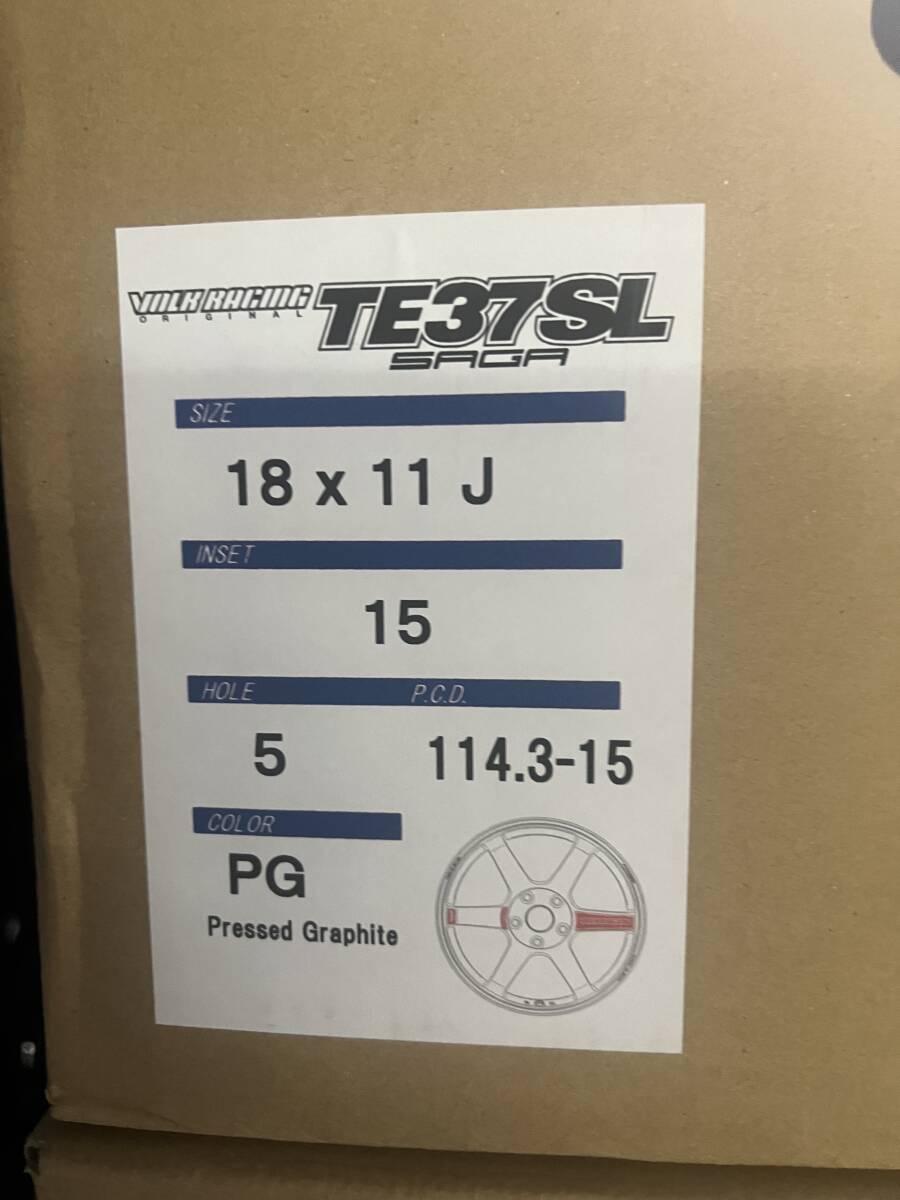 VOLK RACING TE37SL
ORIGINAL
SAGA
SIZE
18 x 11 J
INSET
15
HOLE P.C.D.
5 114.3-15
COLOR
PG
Pressed Graphite